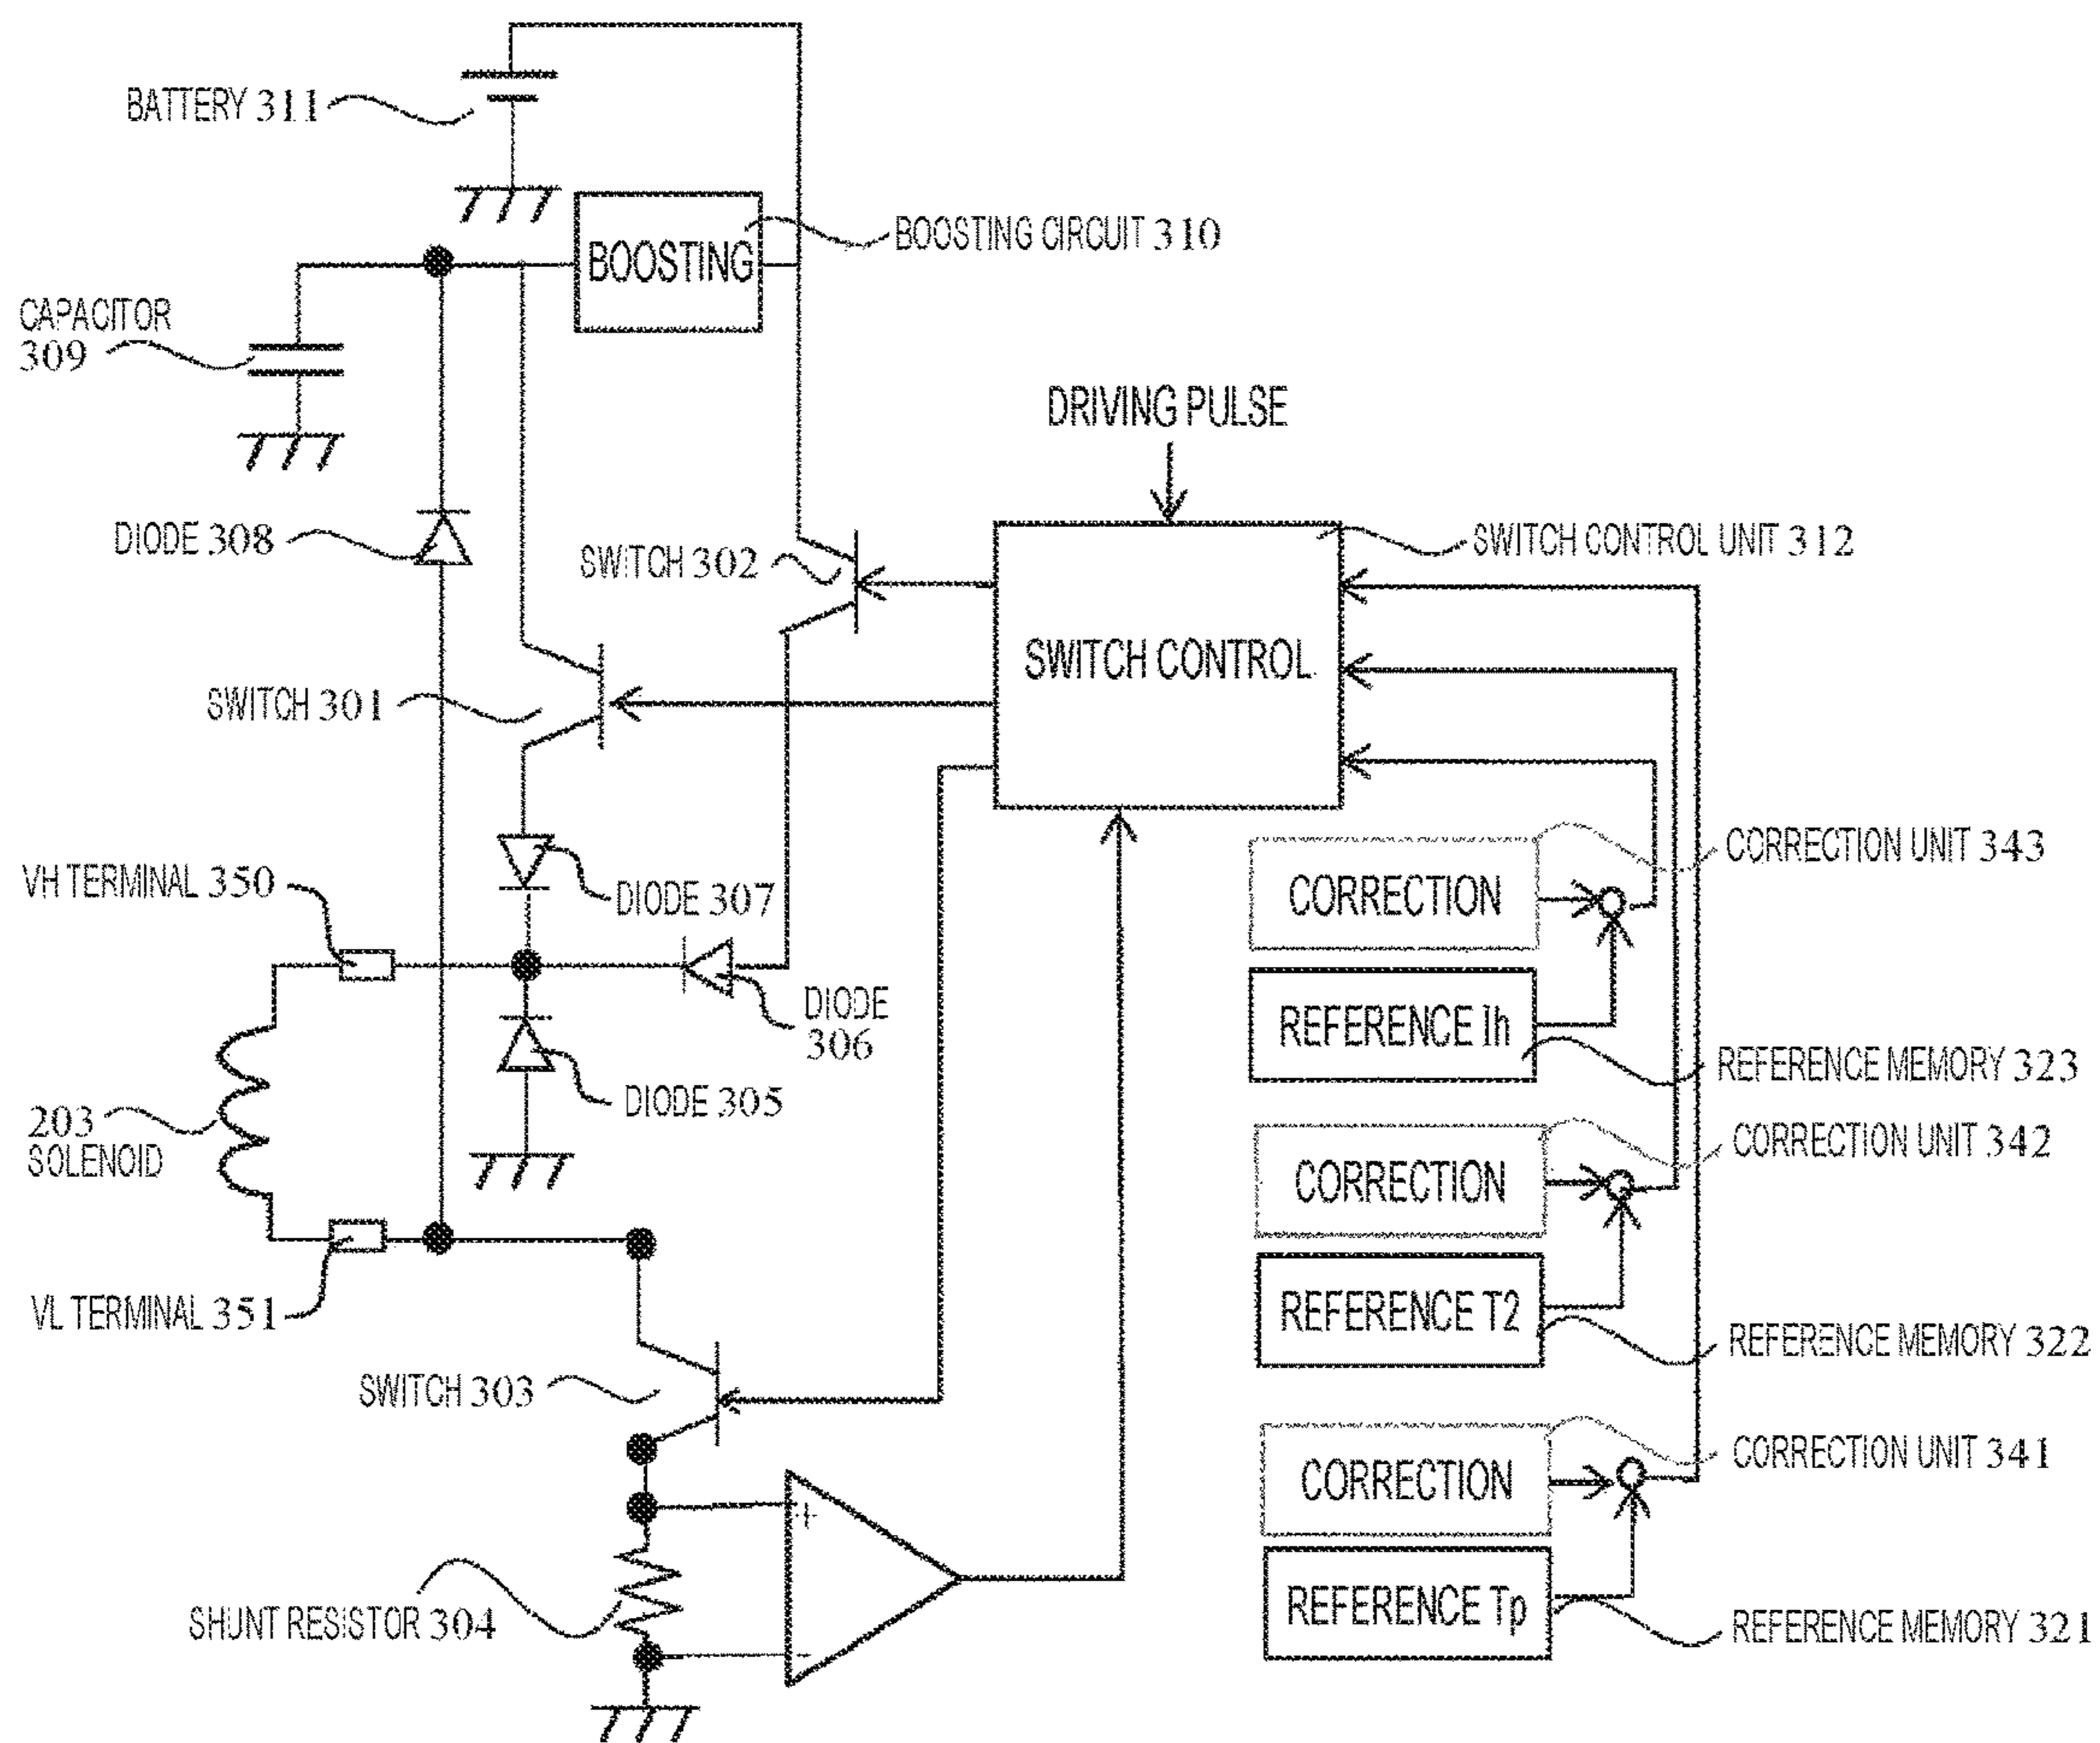 BATTERY 311
BOOSTING
BOOSTING CIRCUIT 310
CAPACITOR
309
DRIVING PULSE
DIODE 308
SWITCH 302
SWITCH CONTROL UNIT 312
SWITCH CONTROL
SWITCH 301
VH TERMINAL 350
DIODE 307
CORRECTION
CORRECTION UNIT 343
DIODE
306
REFERENCE Ih
REFERENCE MEMORY 323
DIODE 305
203
SOLENOID
CORRECTION
CORRECTION UNIT 342
VL TERMINAL 351
REFERENCE T2
REFERENCE MEMORY 322
SWITCH 303
CORRECTION
CORRECTION UNIT 341
+
SHUNT RESISTOR 304
REFERENCE Tp
REFERENCE MEMORY 321
−